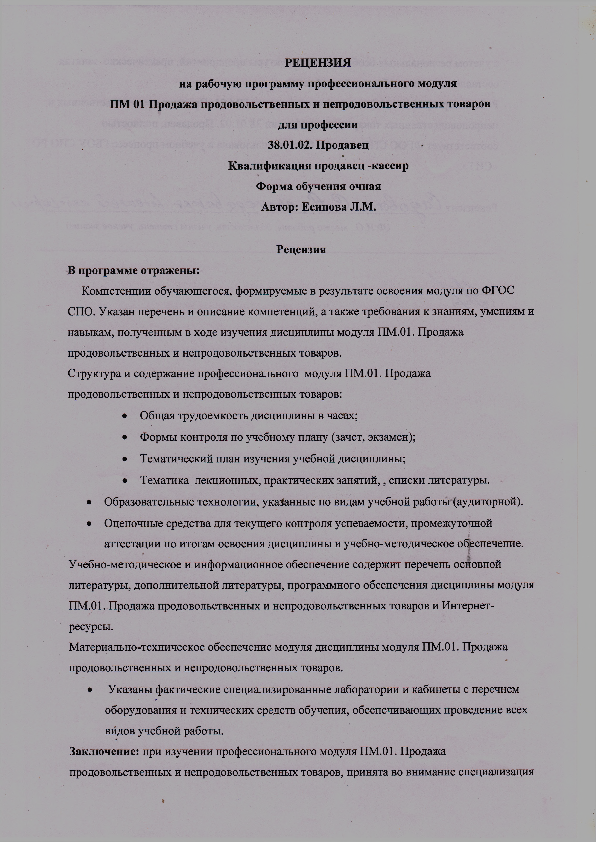 РЕЦЕНЗИЯ
на рабочую программу профессионального модуля
ПМ 01 Продажа продовольственных и непродовольственных товаров
для профессии
38.01.02. Продавец
Квалификация продавец -кассир
Форма обучения очная
Автор: Есипова Л.М.
Рецензия
В программе отражены:
Компетенции обучающегося, формируемые в результате освоения модуля по ФГОС
СПО. Указан перечень и описание компетенций, а также требования к знаниям, умениям и
навыкам, полученным в ходе изучения дисциплины модуля ПМ.01. Продажа
продовольственных и непродовольственных товаров.
Структура и содержание профессионального модуля ПМ.01. Продажа
продовольственных и непродовольственных товаров:
• Общая трудоемкость дисциплины в часах;
• Формы контроля по учебному плану (зачет, экзамен);
• Тематический план изучения учебной дисциплины;
• Тематика лекционных, практических занятий, , списки литературы.
• Образовательные технологии, указанные по видам учебной работы (аудиторной).
• Оценочные средства для текущего контроля успеваемости, промежуточной
аттестации по итогам освоения дисциплины и учебно-методическое обеспечение.
Учебно-методическое и информационное обеспечение содержит перечень основной
литературы, дополнительной литературы, программного обеспечения дисциплины модуля
ПМ.01. Продажа продовольственных и непродовольственных товаров и Интернет-
ресурсы.
Материально-техническое обеспечение модуля дисциплины модуля ПМ.01. Продажа
продовольственных и непродовольственных товаров.
• Указаны фактические специализированные лаборатории и кабинеты с перечнем
оборудования и технических средств обучения, обеспечивающих проведение всех
видов учебной работы.
Заключение: при изучении профессионального модуля ПМ.01. Продажа
продовольственных и непродовольственных товаров, принята во внимание специализация